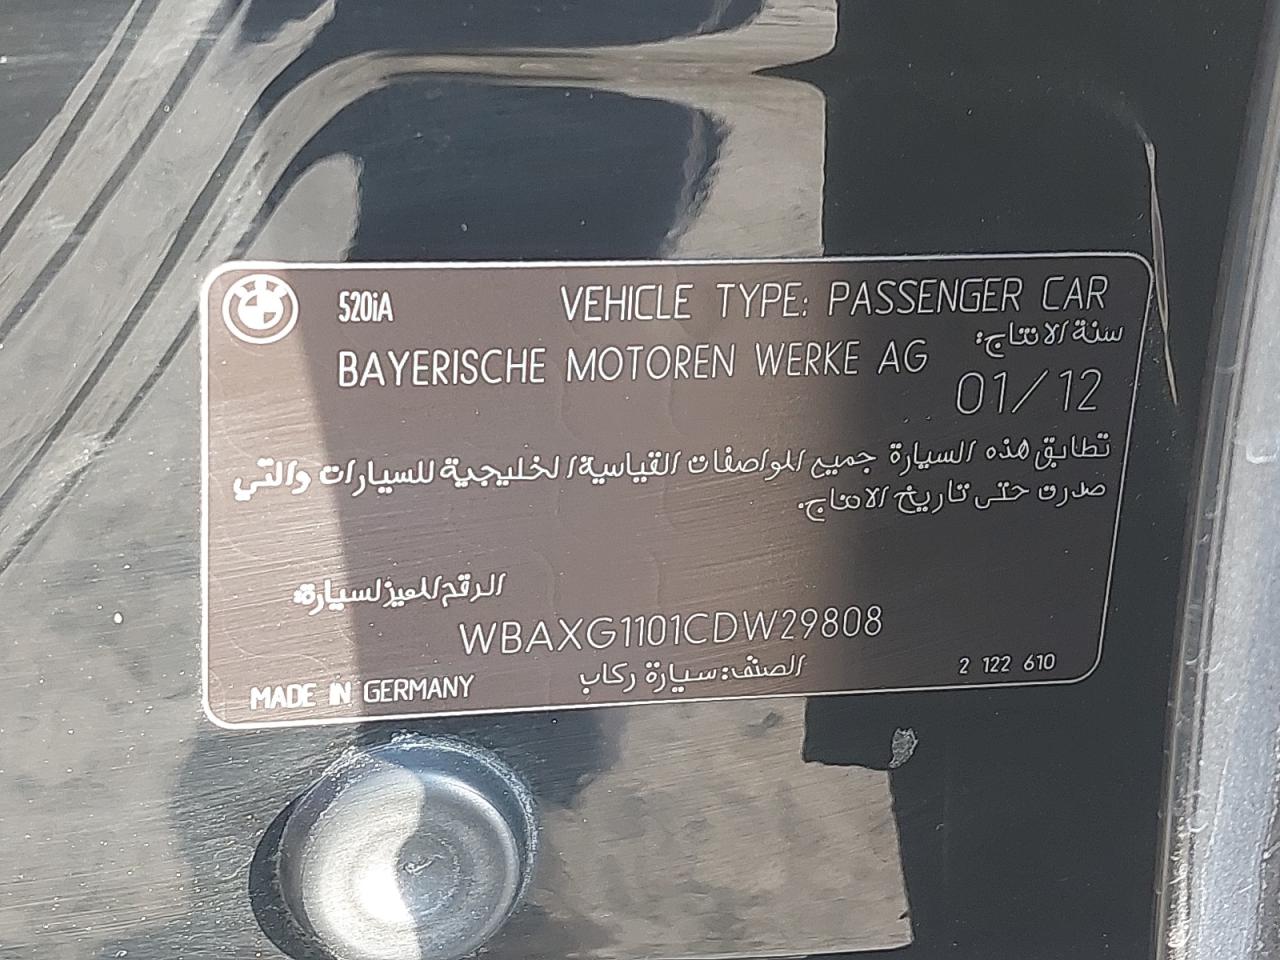 520iA VEHICLE TYPE: PASSENGER CAR
سنة الانتاج:
BAYERISCHE MOTOREN WERKE AG
01/12
تطابق هذه السيارة جميع المواصفات القياسية الخليجية للسيارات والتي
صدرت حتى تاريخ الانتاج.
الرقم المميز لسيارة:
WBAXG1101CDW29808
الصنف: سيارة ركاب
MADE IN GERMANY
2 122 610